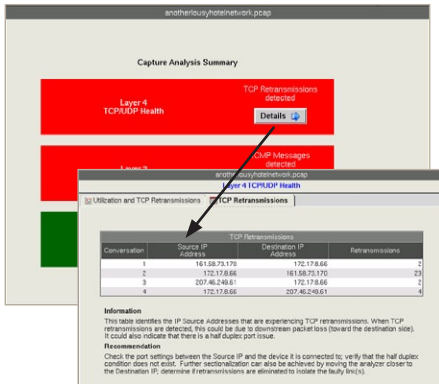 anotherlousyhotelnetwork.pcap
Capture Analysis Summary
Layer 4
TCP/UDP Health
TCP Retransmissions
detected
Details
ICMP Messages
detected
anotherlousyhotelnetwork.pcap
Layer 4 TCP/UDP Health
Utilization and TCP Retransmissions
TCP Retransmissions
TCP Retransmissions
Conversation Source IP Address Destination IP Address Retransmissions
1 161.58.73.170 172.17.8.66 2
2 172.17.8.66 161.58.73.170 23
3 207.46.249.61 172.17.8.66 2
4 172.17.8.66 207.46.249.61 4
Information
This table identifies the IP Source Addresses that are experiencing TCP retransmissions. When TCP
retransmissions are detected, this could be due to downstream packet loss (toward the destination side).
It could also indicate that there is a half duplex port issue.
Recommendation
Check the port settings between the Source IP and the device it is connected to; verify that the half duplex
condition does not exist. Further sectionalization can also be achieved by moving the analyzer closer to
the Destination IP; determine if retransmissions are eliminated to isolate the faulty link(s).